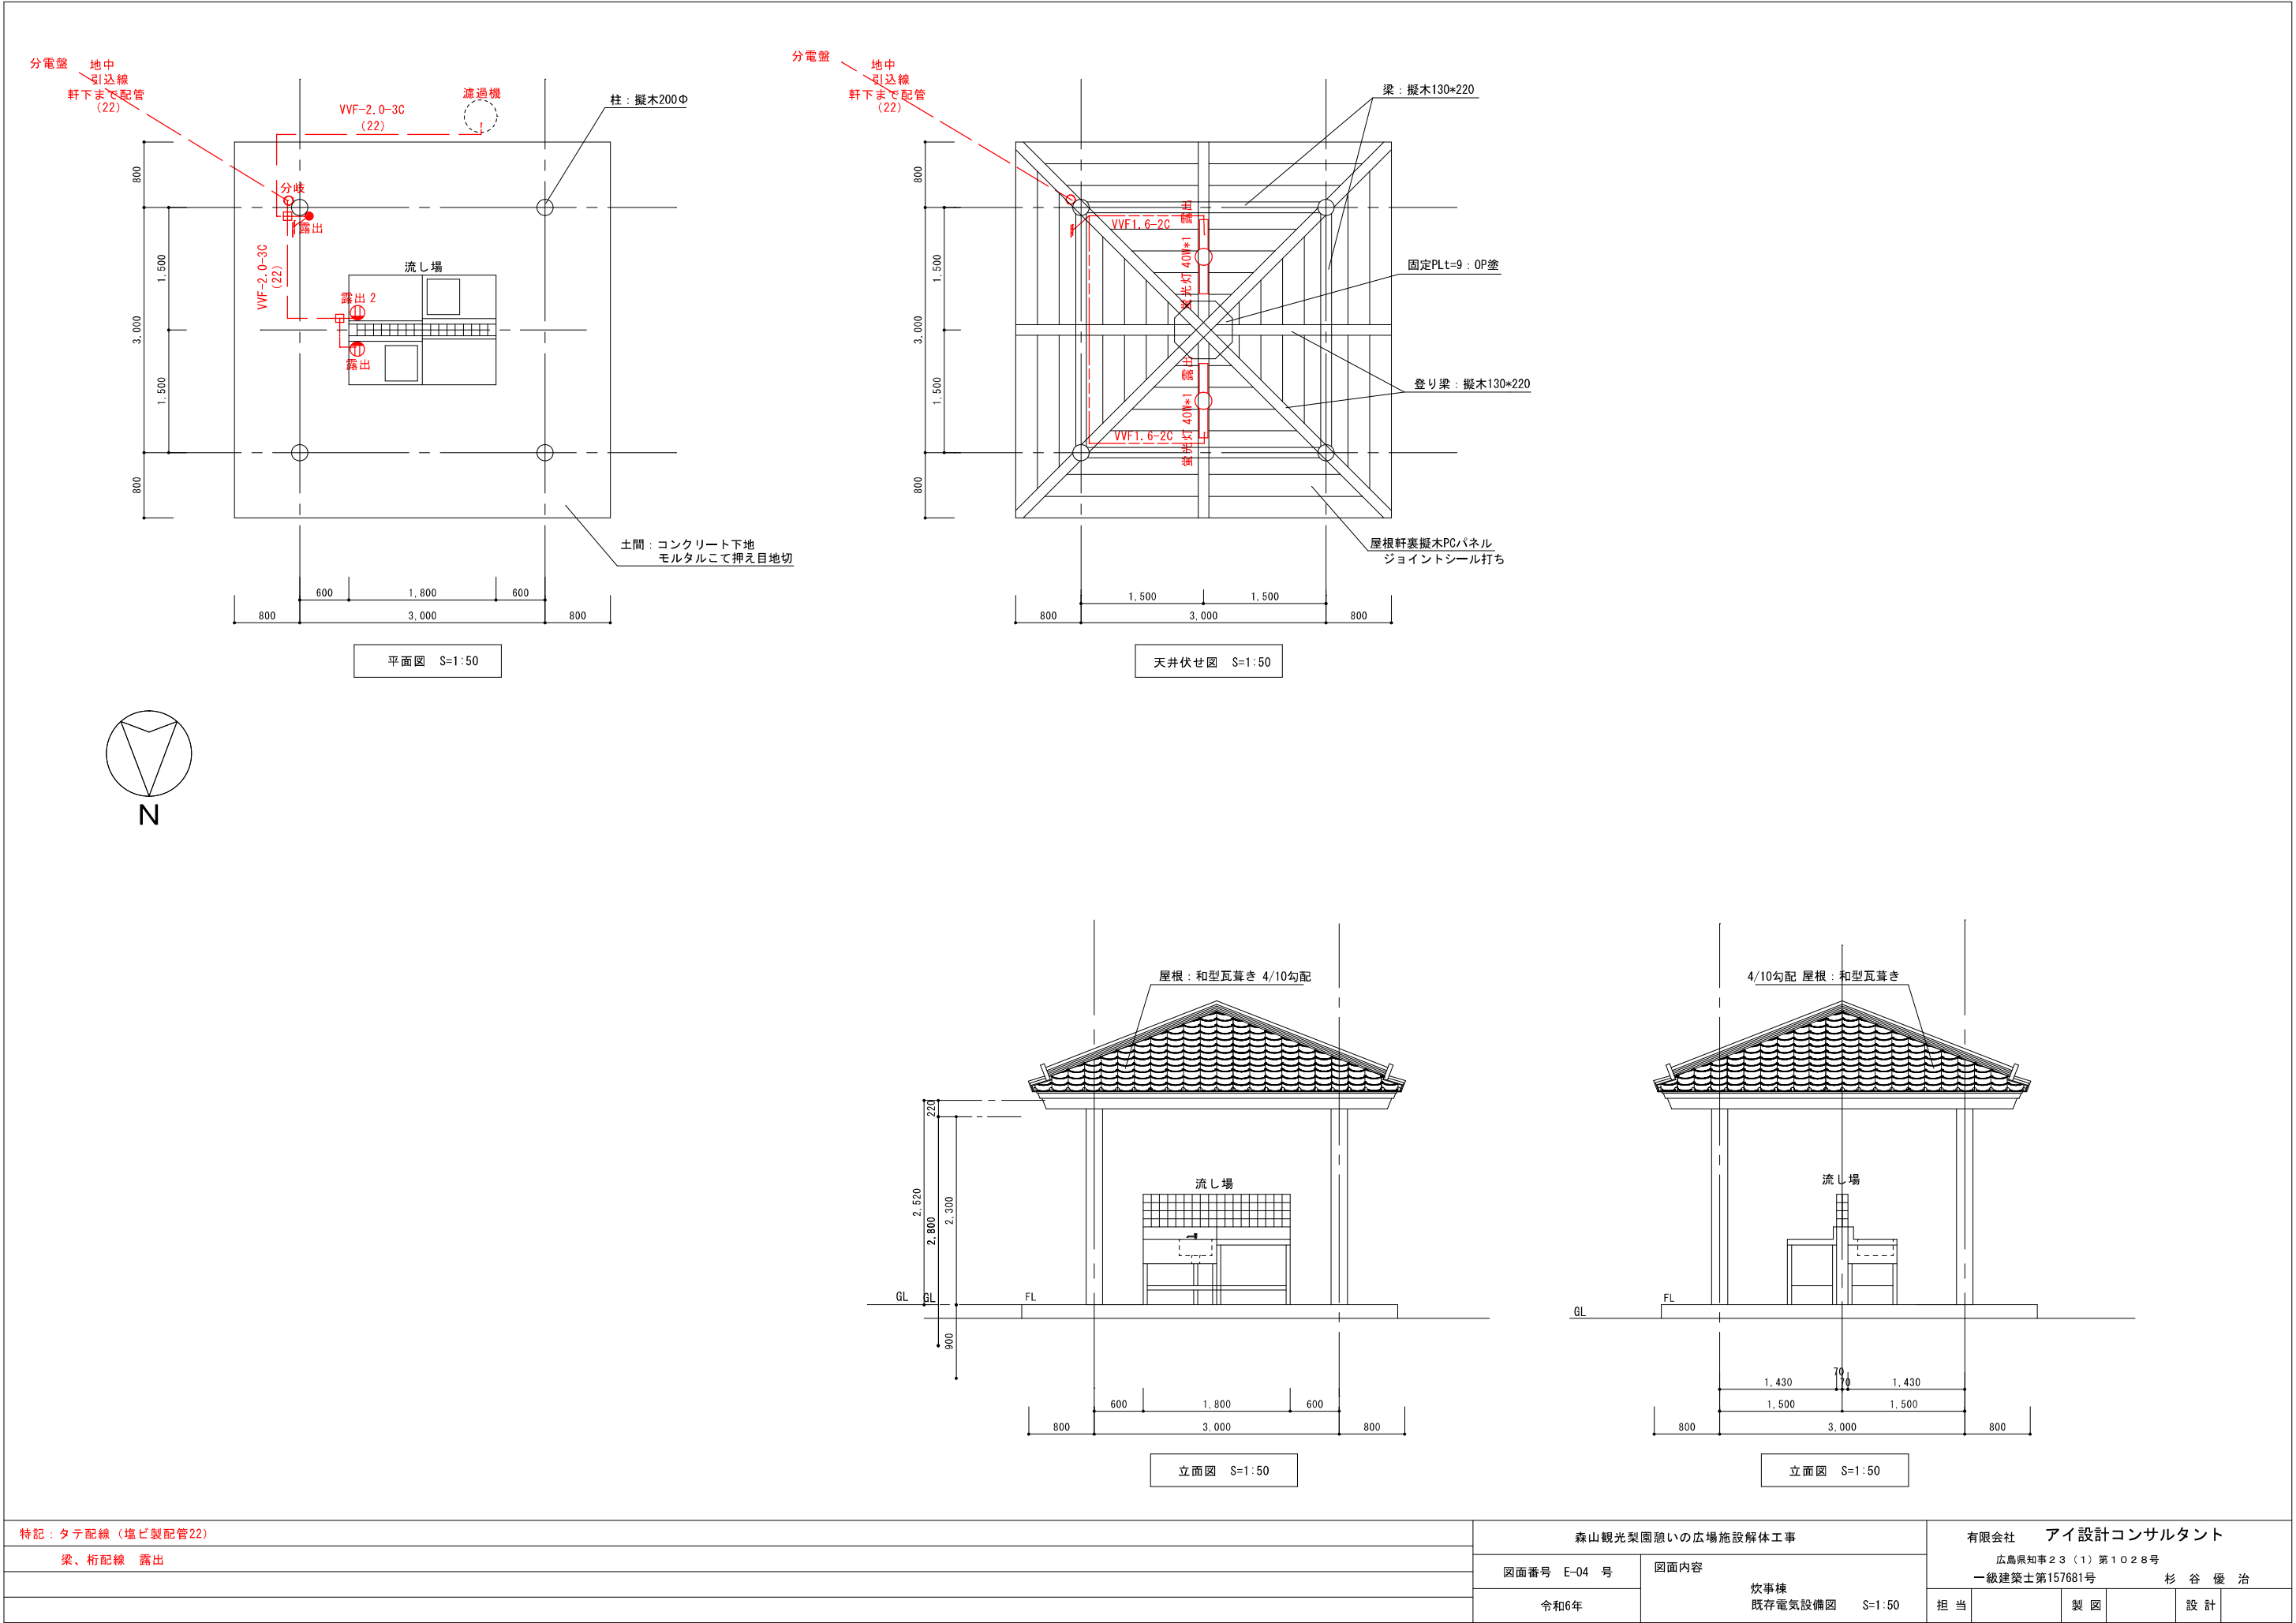 分電盤
地中
引込線
軒下まで配管
(22)
VVF-2.0-3C
(22)
濾過機
柱：擬木200Φ
分岐
露出
VVF-2.0-3C
(22)
流し場
露出 2
露出
800
1,500
3,000
1,500
800
土間：コンクリート下地
モルタルこて押え目地切
600
1,800
600
800
3,000
800
平面図 S=1:50
分電盤
地中
引込線
軒下まで配管
(22)
梁：擬木130*220
VVF1.6-2C
蛍光灯 40W*1 露出
固定PLt=9：OP塗
登り梁：擬木130*220
蛍光灯 40W*1 露出
VVF1.6-2C
800
1,500
3,000
1,500
800
屋根軒裏擬木PCパネル
ジョイントシール打ち
1,500
1,500
800
3,000
800
天井伏せ図 S=1:50
N
屋根：和型瓦葺き 4/10勾配
220
2,520
2,800
2,300
900
流し場
GL
GL
FL
600
1,800
600
800
3,000
800
立面図 S=1:50
4/10勾配 屋根：和型瓦葺き
流し場
FL
GL
70
1,430
70
1,430
1,500
1,500
800
3,000
800
立面図 S=1:50
特記：タテ配線（塩ビ製配管22）
梁、桁配線 露出
森山観光梨園憩いの広場施設解体工事
図面番号 E-04 号
図面内容
炊事棟
既存電気設備図 S=1:50
令和6年
有限会社 アイ設計コンサルタント
広島県知事２３（１）第１０２８号
一級建築士第157681号 杉 谷 優 治
担 当
製 図
設 計